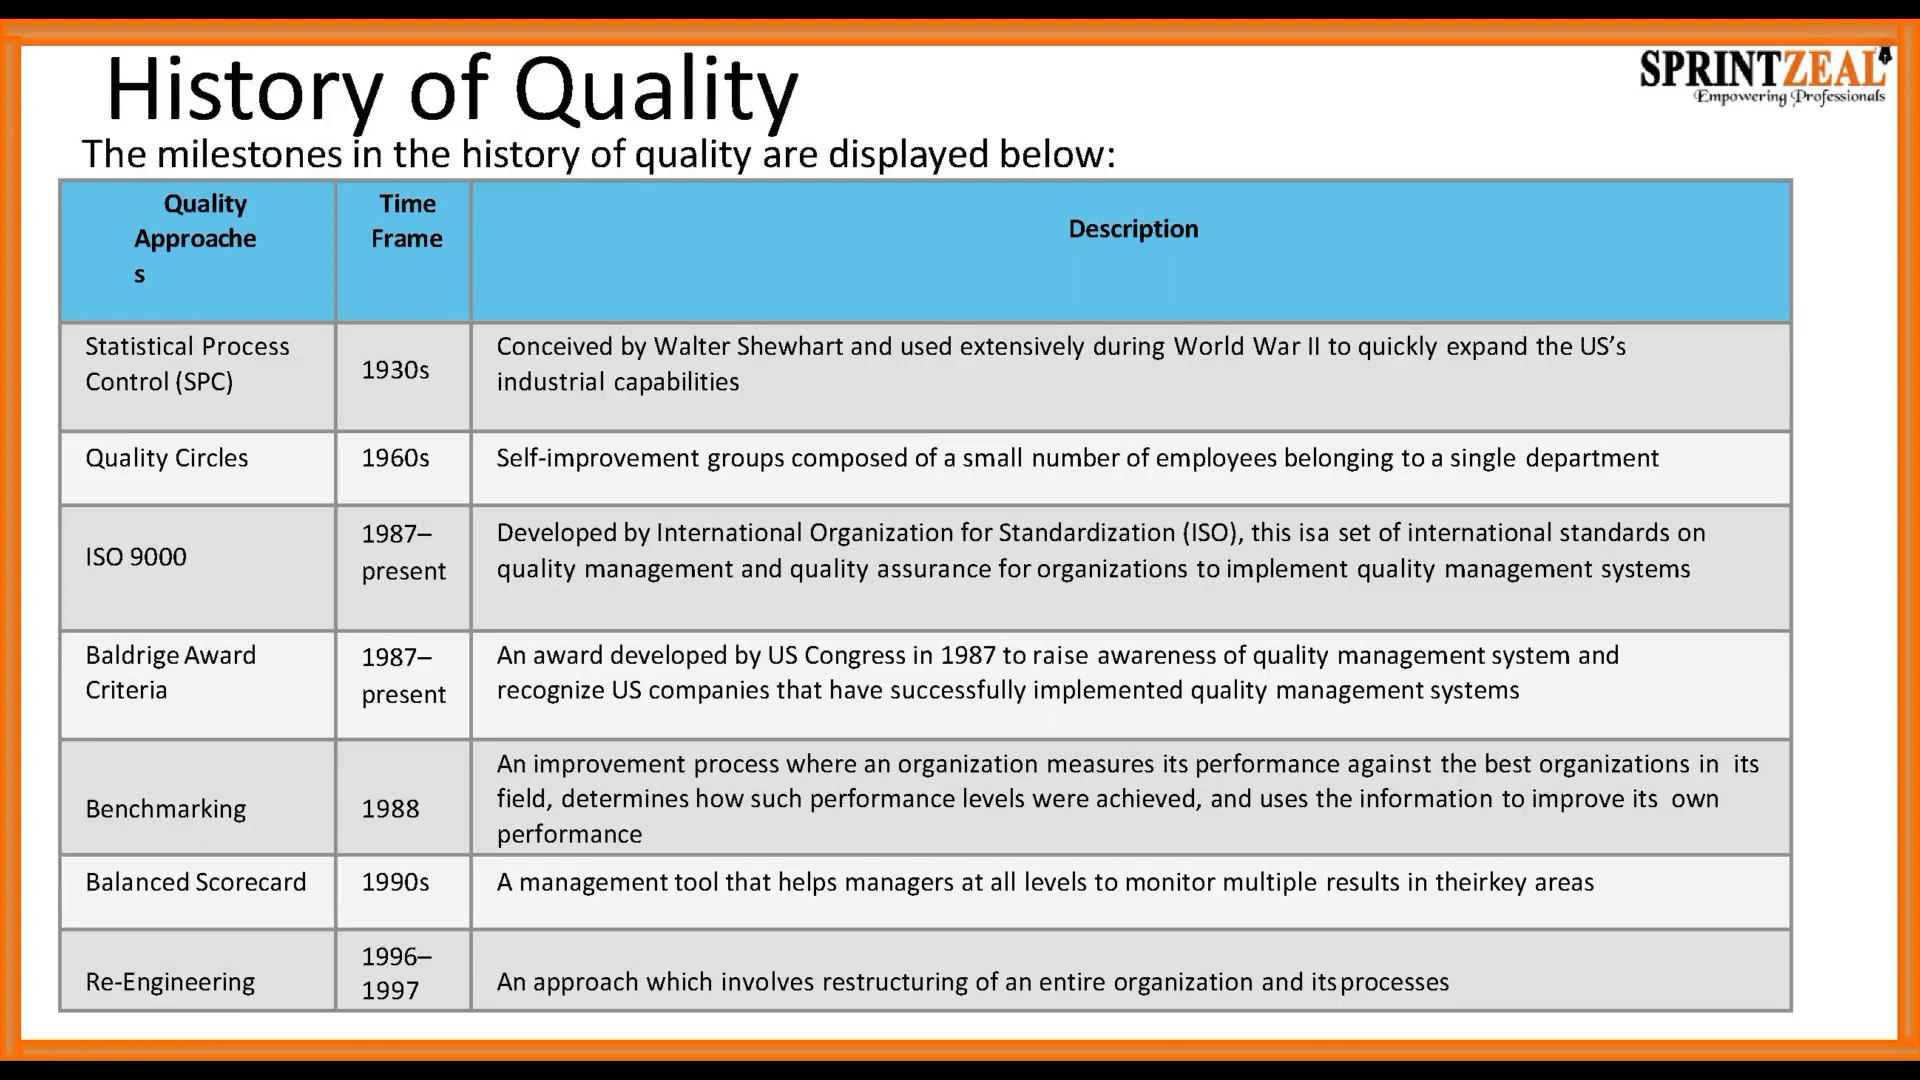 History of Quality
SPRINTZEAL
Empowering Professionals
The milestones in the history of quality are displayed below:
Quality
Approache
s
Time
Frame
Description
Statistical Process
Control (SPC)
1930s
Conceived by Walter Shewhart and used extensively during World War II to quickly expand the US’s
industrial capabilities
Quality Circles
1960s
Self-improvement groups composed of a small number of employees belonging to a single department
ISO 9000
1987–
present
Developed by International Organization for Standardization (ISO), this isa set of international standards on
quality management and quality assurance for organizations to implement quality management systems
Baldrige Award
Criteria
1987–
present
An award developed by US Congress in 1987 to raise awareness of quality management system and
recognize US companies that have successfully implemented quality management systems
Benchmarking
1988
An improvement process where an organization measures its performance against the best organizations in its
field, determines how such performance levels were achieved, and uses the information to improve its own
performance
Balanced Scorecard
1990s
A management tool that helps managers at all levels to monitor multiple results in theirkey areas
Re-Engineering
1996–
1997
An approach which involves restructuring of an entire organization and itsprocesses